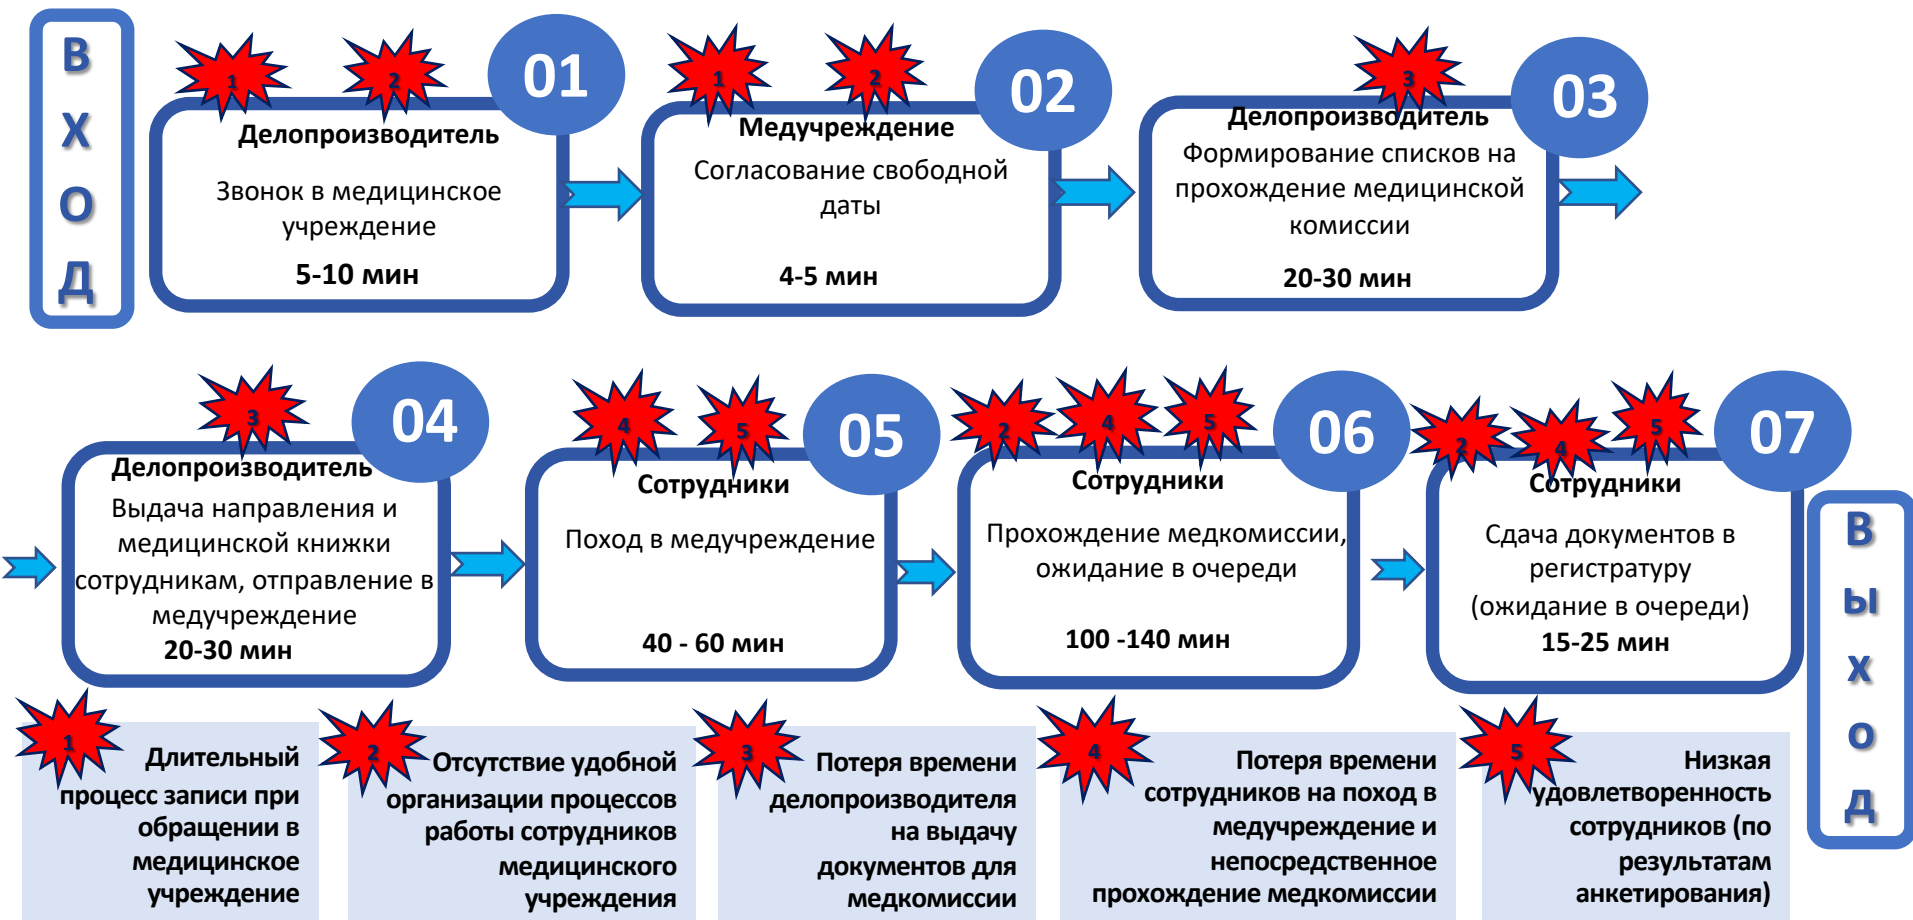 В
Х
О
Д
1
2
01
Делопроизводитель
Звонок в медицинское
учреждение
5-10 мин
1
2
02
Медучреждение
Согласование свободной
даты
4-5 мин
3
03
Делопроизводитель
Формирование списков на
прохождение медицинской
комиссии
20-30 мин
3
04
Делопроизводитель
Выдача направления и
медицинской книжки
сотрудникам, отправление в
медучреждение
20-30 мин
4
5
05
Сотрудники
Поход в медучреждение
40 - 60 мин
2
4
5
06
Сотрудники
Прохождение медкомиссии,
ожидание в очереди
100 -140 мин
2
4
5
07
Сотрудники
Сдача документов в
регистратуру
(ожидание в очереди)
15-25 мин
В
Ы
Х
О
Д
1
Длительный
процесс записи при
обращении в
медицинское
учреждение
2
Отсутствие удобной
организации процессов
работы сотрудников
медицинского
учреждения
3
Потеря времени
делопроизводителя
на выдачу
документов для
медкомиссии
4
Потеря времени
сотрудников на поход в
медучреждение и
непосредственное
прохождение медкомиссии
5
Низкая
удовлетворенность
сотрудников (по
результатам
анкетирования)